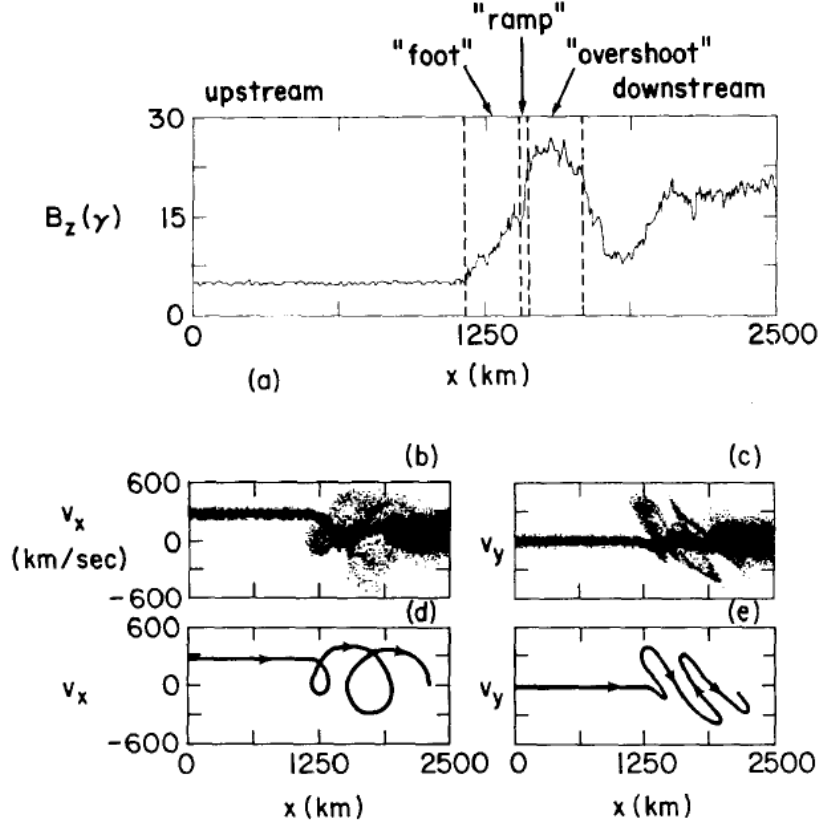 "ramp"
"foot" "overshoot"
upstream downstream
30
15
0
B_z (γ)
0 1250 2500
x (km)
(a)
(b) (c)
600
0
-600
v_x
(km/sec)
v_y
(d) (e)
600
0
-600
v_x
v_y
0 1250 2500 0 1250 2500
x (km) x (km)